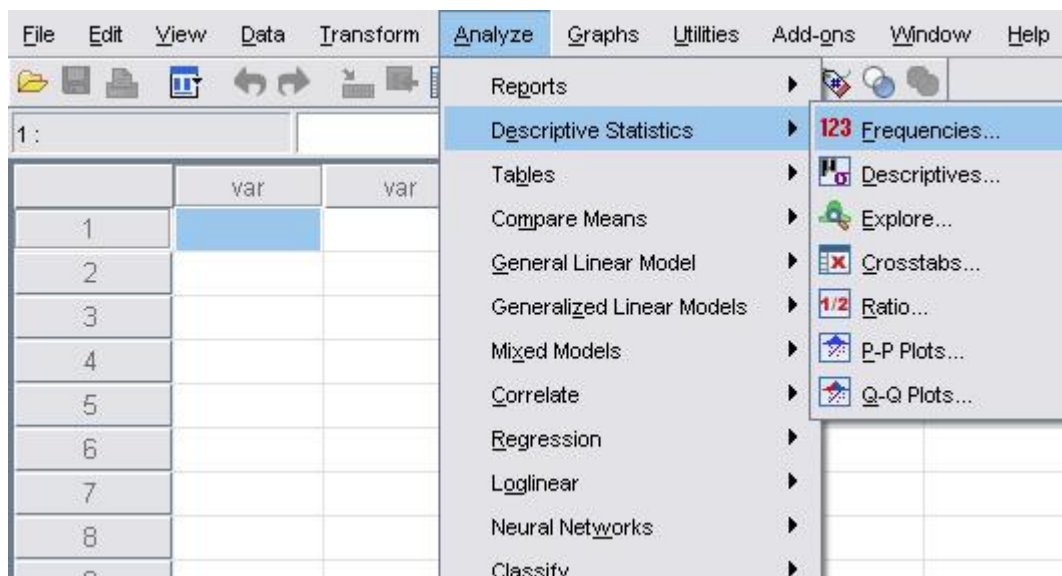 File Edit View Data Transform Analyze Graphs Utilities Add-ons Window Help
1 :
var var
1
2
3
4
5
6
7
8
Reports
Descriptive Statistics
Tables
Compare Means
General Linear Model
Generalized Linear Models
Mixed Models
Correlate
Regression
Loglinear
Neural Networks
Classify
123 Frequencies...
μσ Descriptives...
Explore...
Crosstabs...
1/2 Ratio...
P-P Plots...
Q-Q Plots...